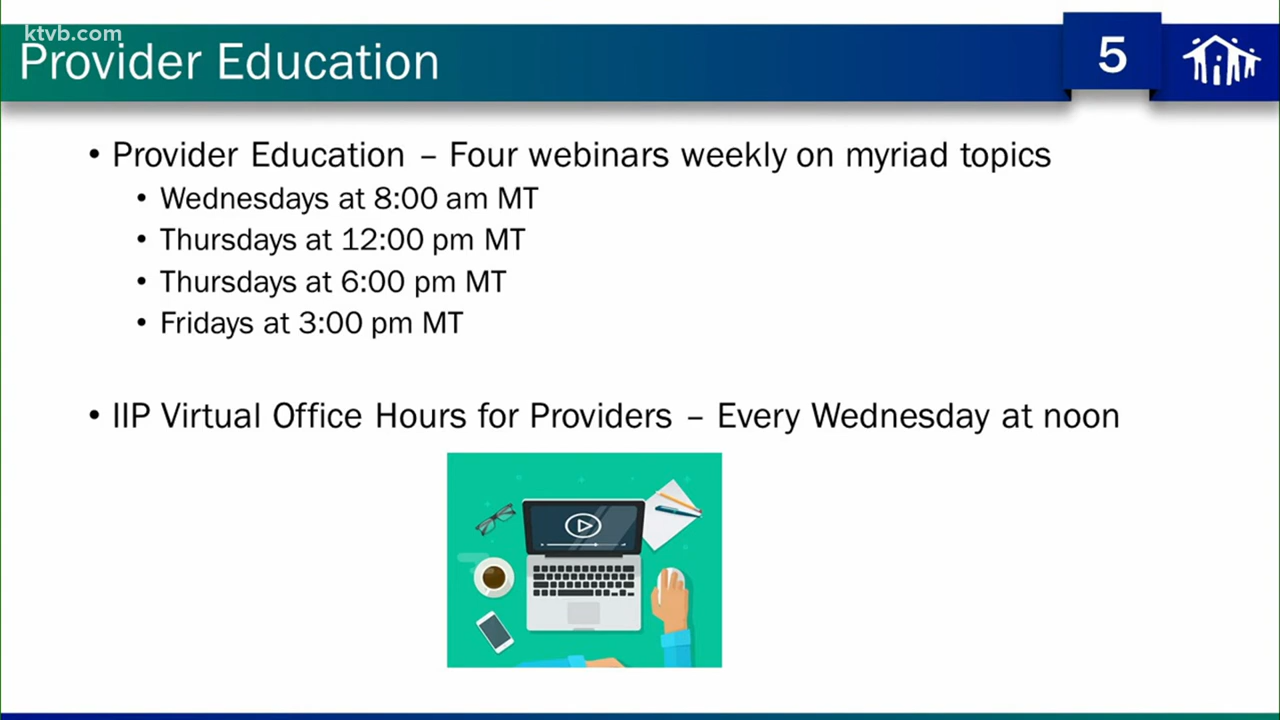 ktvb.com
Provider Education
5
• Provider Education – Four webinars weekly on myriad topics
• Wednesdays at 8:00 am MT
• Thursdays at 12:00 pm MT
• Thursdays at 6:00 pm MT
• Fridays at 3:00 pm MT
• IIP Virtual Office Hours for Providers – Every Wednesday at noon